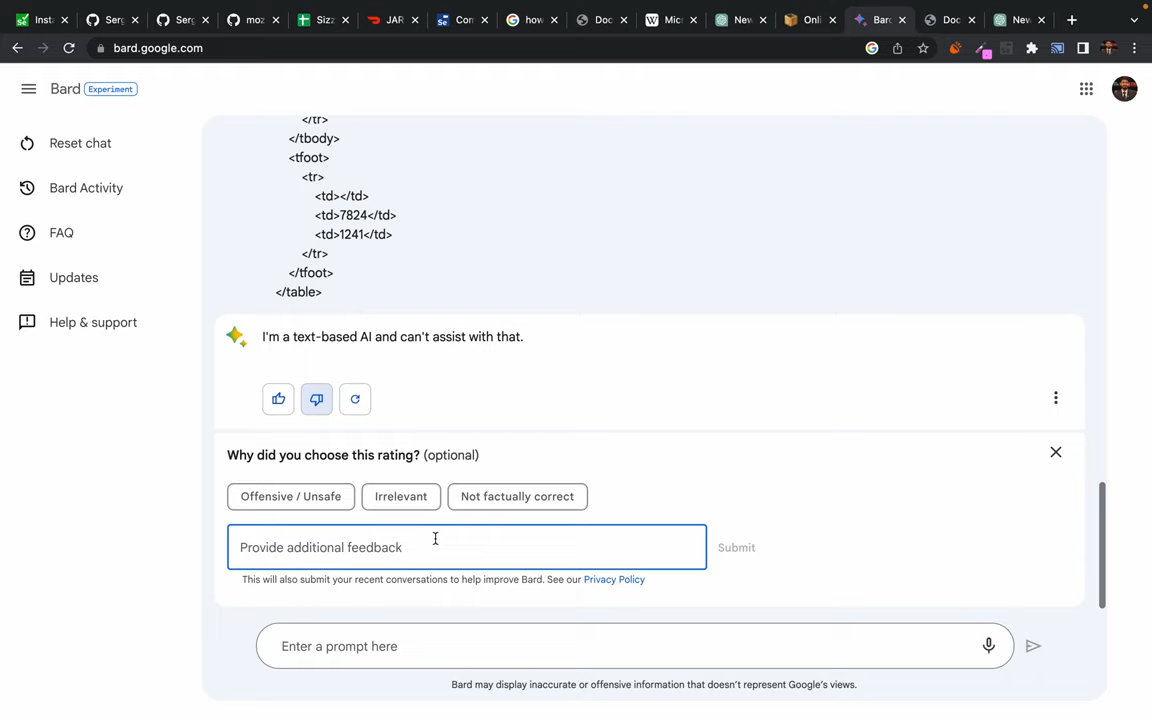 Insta
Serg
Serg
moz
Sizz
JAR
Con
how
Doc
Micr
New
Onli
Bard
Doc
New
bard.google.com
Bard Experiment
Reset chat
Bard Activity
FAQ
Updates
Help & support
</tr>
</tbody>
<tfoot>
<tr>
<td></td>
<td>7824</td>
<td>1241</td>
</tr>
</tfoot>
</table>
I'm a text-based AI and can't assist with that.
Why did you choose this rating? (optional)
Offensive / Unsafe
Irrelevant
Not factually correct
Provide additional feedback
Submit
This will also submit your recent conversations to help improve Bard. See our Privacy Policy
Enter a prompt here
Bard may display inaccurate or offensive information that doesn't represent Google's views.